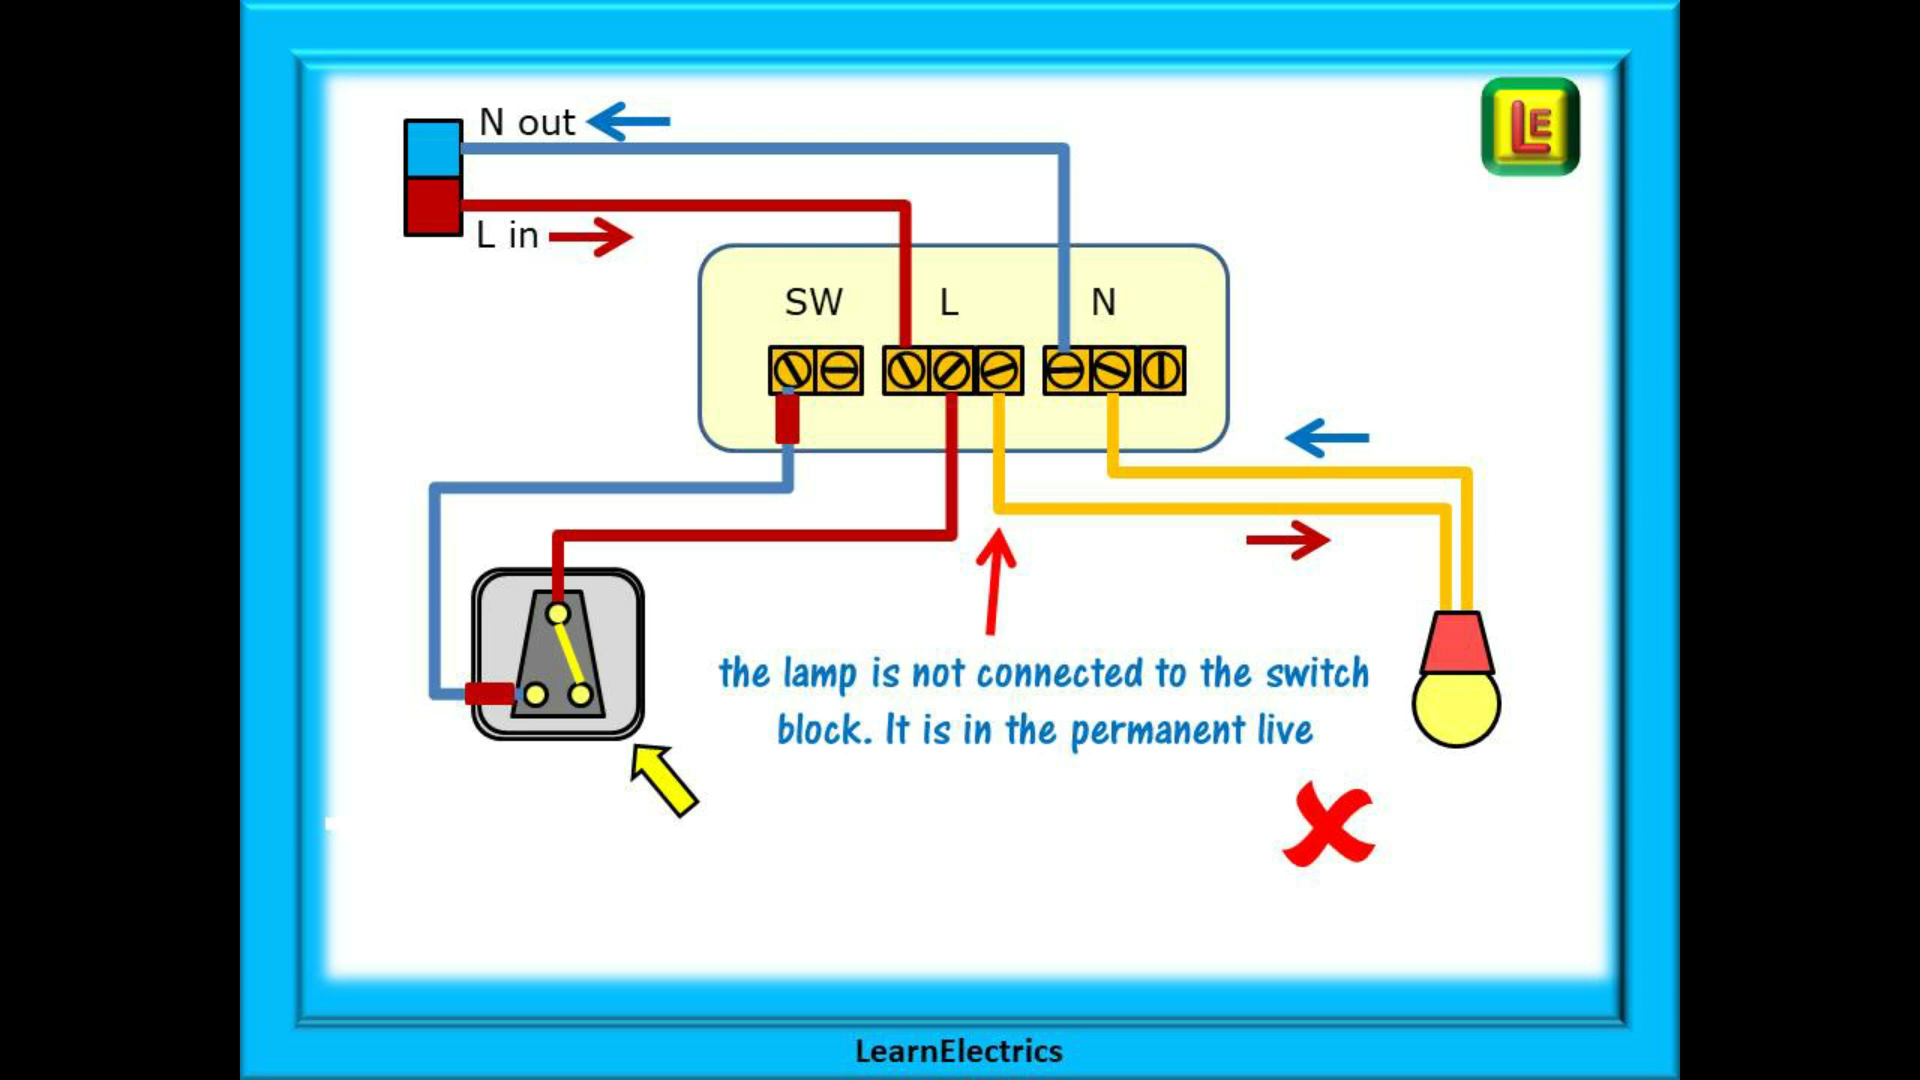 N out
LE
L in
SW L N
the lamp is not connected to the switch
block. It is in the permanent live
LearnElectrics